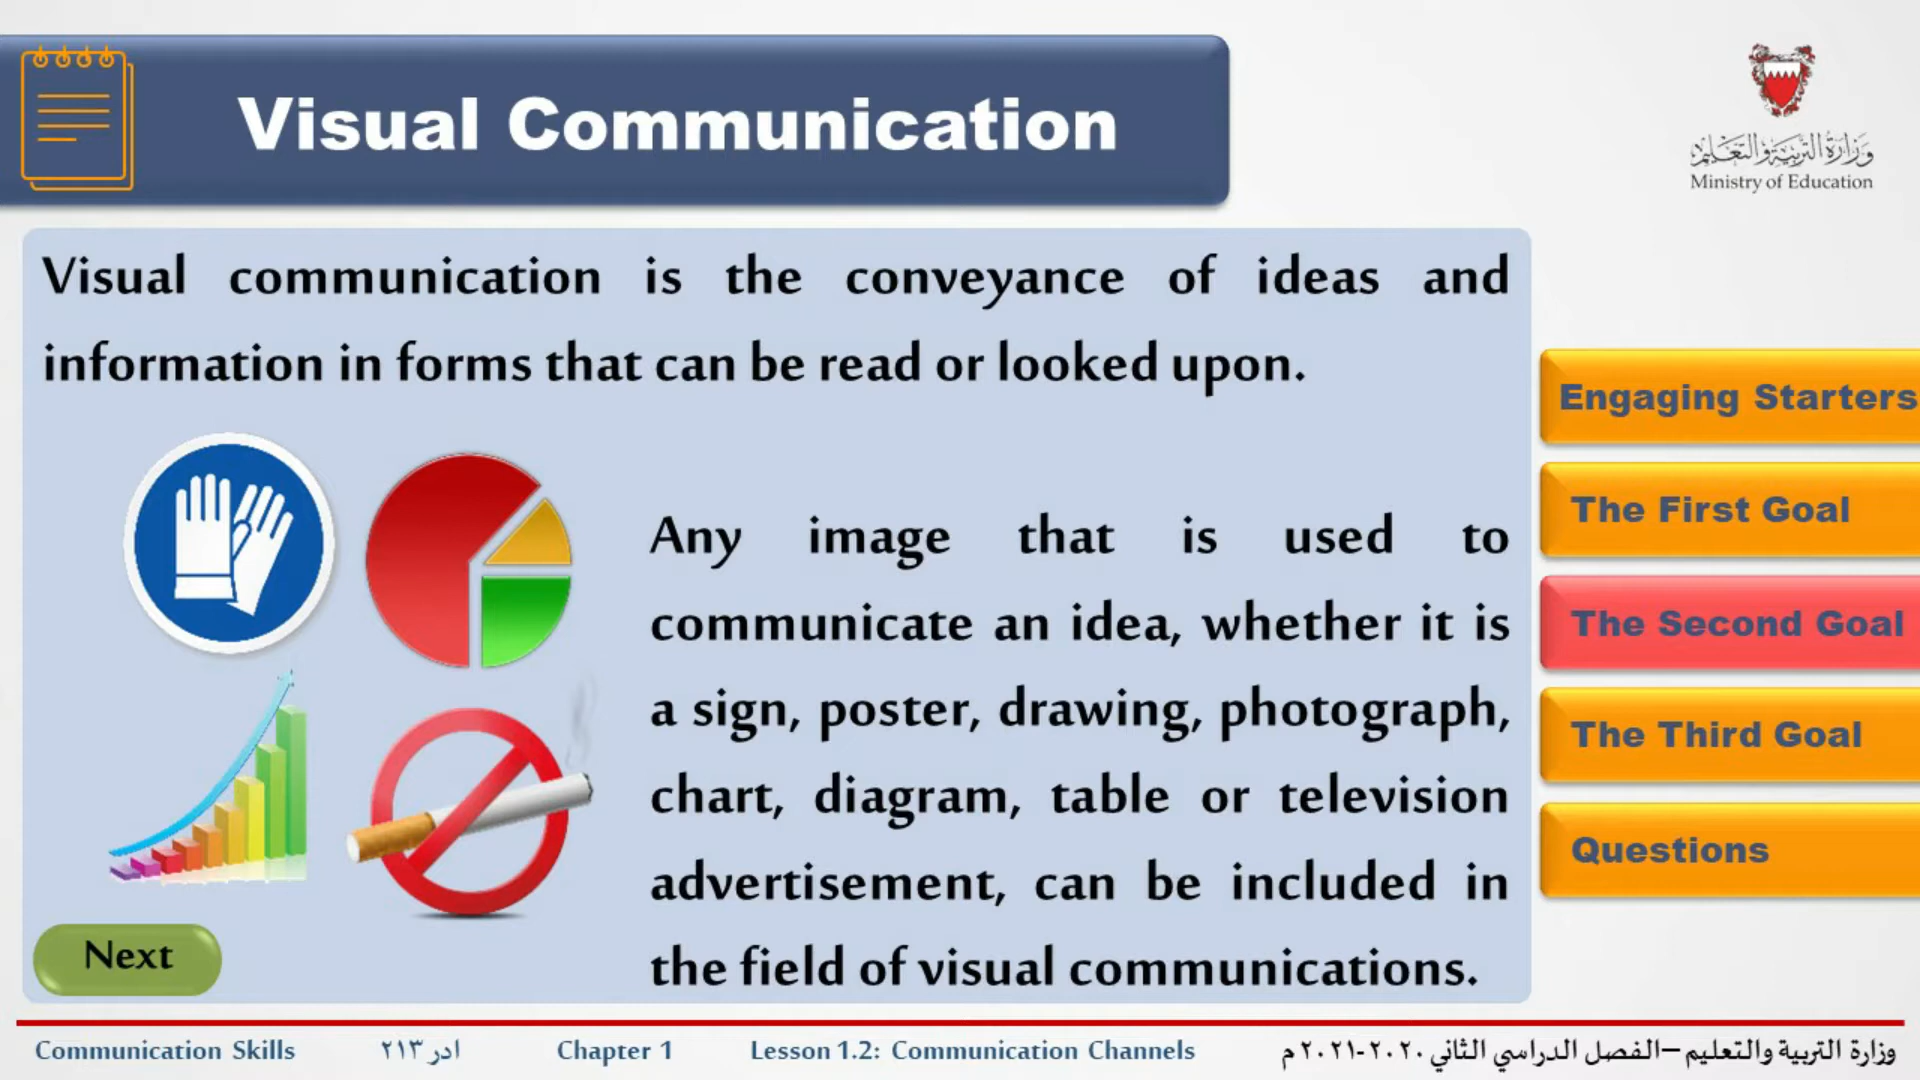 Visual Communication
وزارة التربية والتعليم
Ministry of Education
Visual communication is the conveyance of ideas and
information in forms that can be read or looked upon.
Any image that is used to
communicate an idea, whether it is
a sign, poster, drawing, photograph,
chart, diagram, table or television
advertisement, can be included in
the field of visual communications.
Next
Engaging Starters
The First Goal
The Second Goal
The Third Goal
Questions
Communication Skills ادر ٢١٣ Chapter 1 Lesson 1.2: Communication Channels وزارة التربية والتعليم – الفصل الدراسي الثاني ٢٠٢٠-٢٠٢١ م